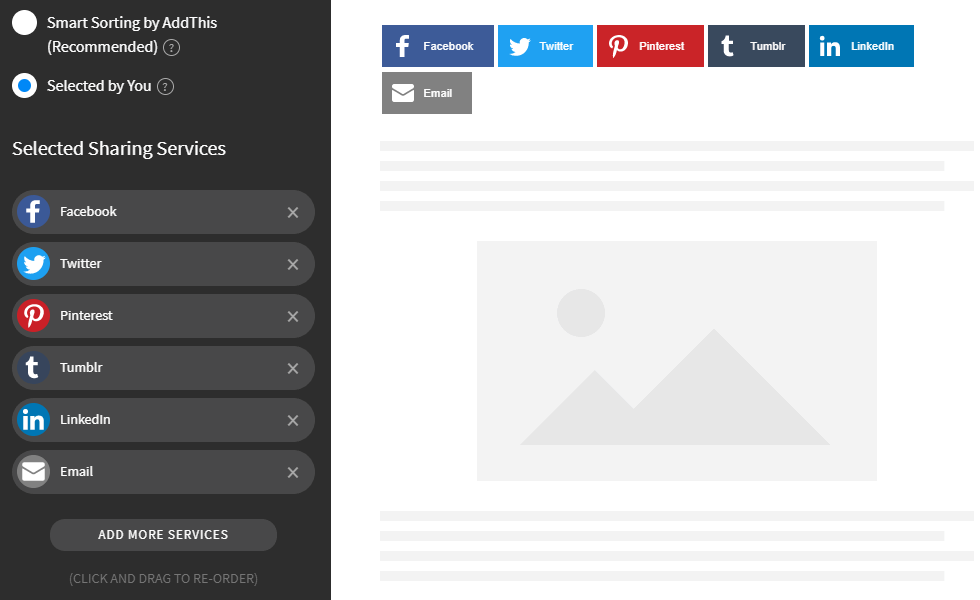 Smart Sorting by AddThis
(Recommended) ?
Selected by You ?
Selected Sharing Services
Facebook
Twitter
Pinterest
Tumblr
LinkedIn
Email
ADD MORE SERVICES
(CLICK AND DRAG TO RE-ORDER)
Facebook Twitter Pinterest Tumblr LinkedIn
Email